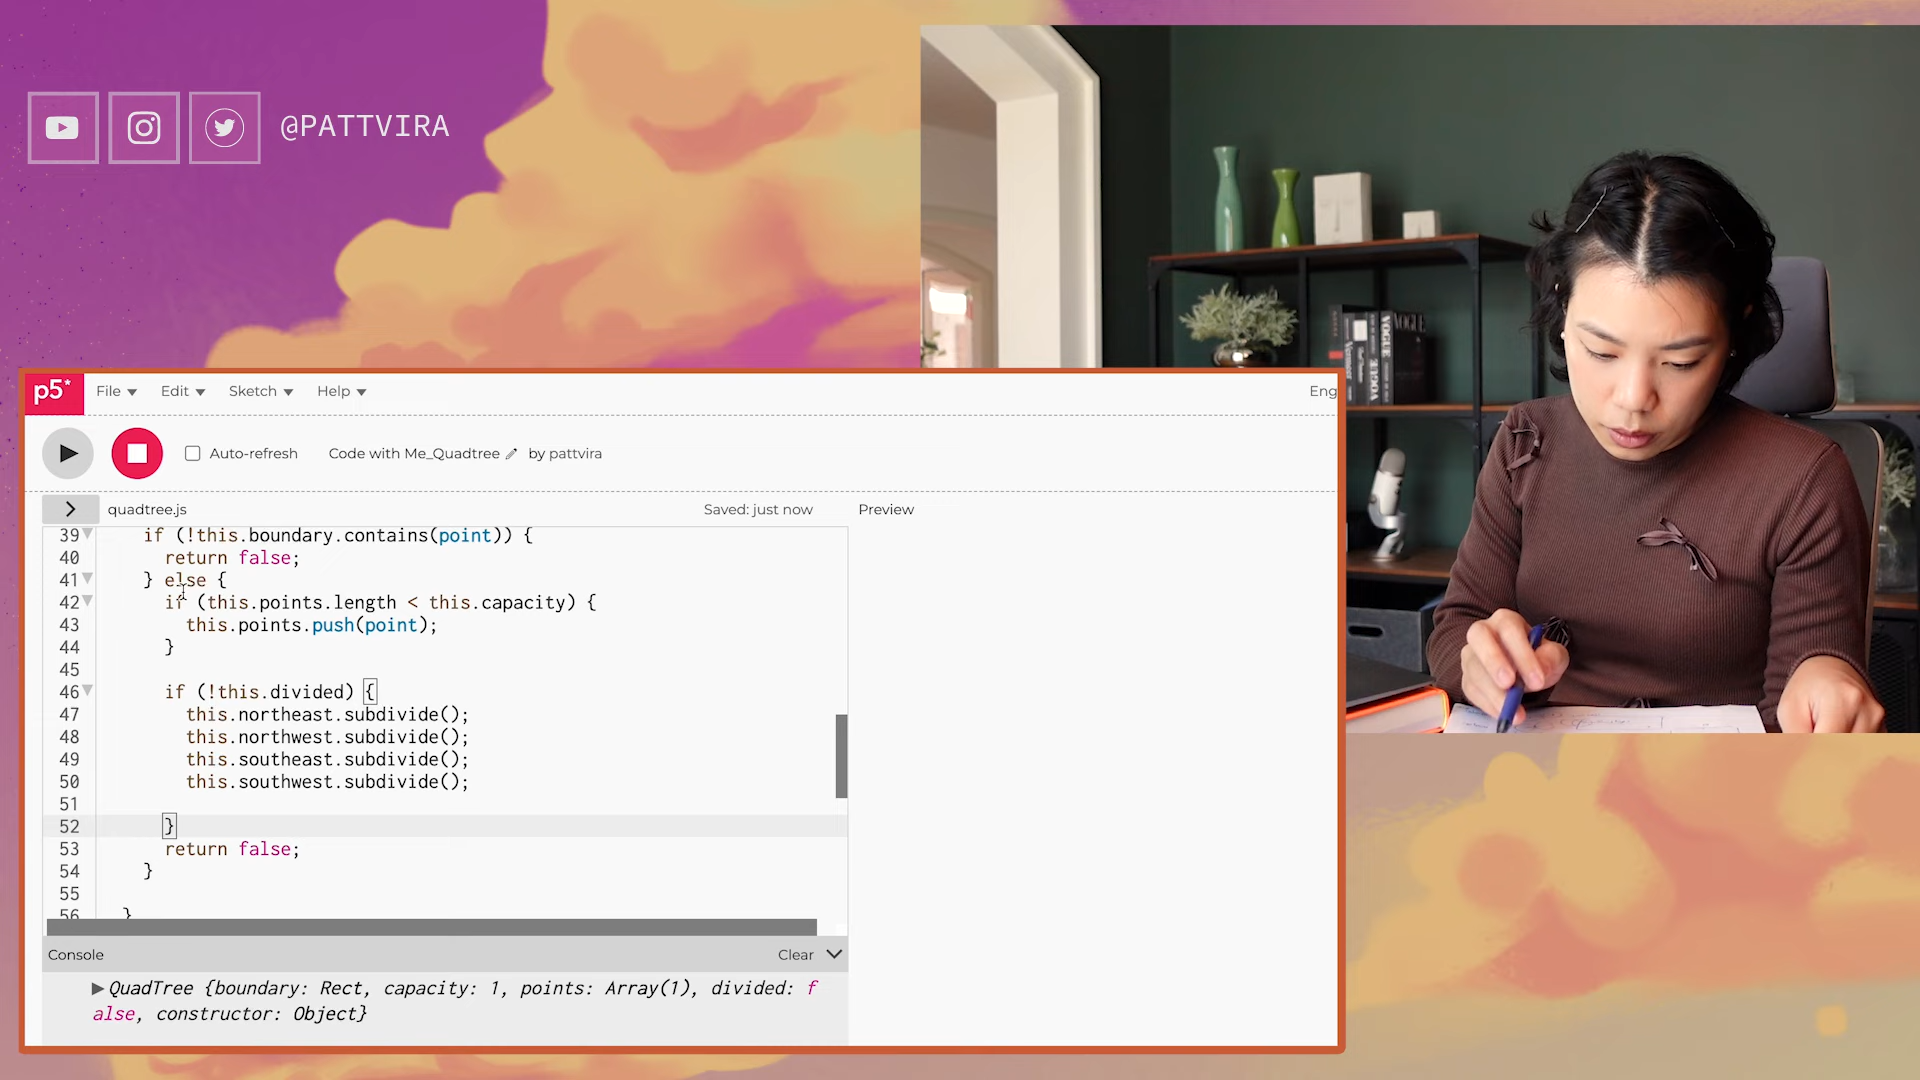 @PATTVIRA
VOGUE
VOGUE
p5*
File
Edit
Sketch
Help
Eng
Auto-refresh
Code with Me_Quadtree
by pattvira
quadtree.js
Saved: just now
Preview
39 if (!this.boundary.contains(point)) {
40 return false;
41 } else {
42 if (this.points.length < this.capacity) {
43 this.points.push(point);
44 }
45
46 if (!this.divided) {
47 this.northeast.subdivide();
48 this.northwest.subdivide();
49 this.southeast.subdivide();
50 this.southwest.subdivide();
51
52 }
53 return false;
54 }
55
56 }
Console
Clear
QuadTree {boundary: Rect, capacity: 1, points: Array(1), divided: f
alse, constructor: Object}